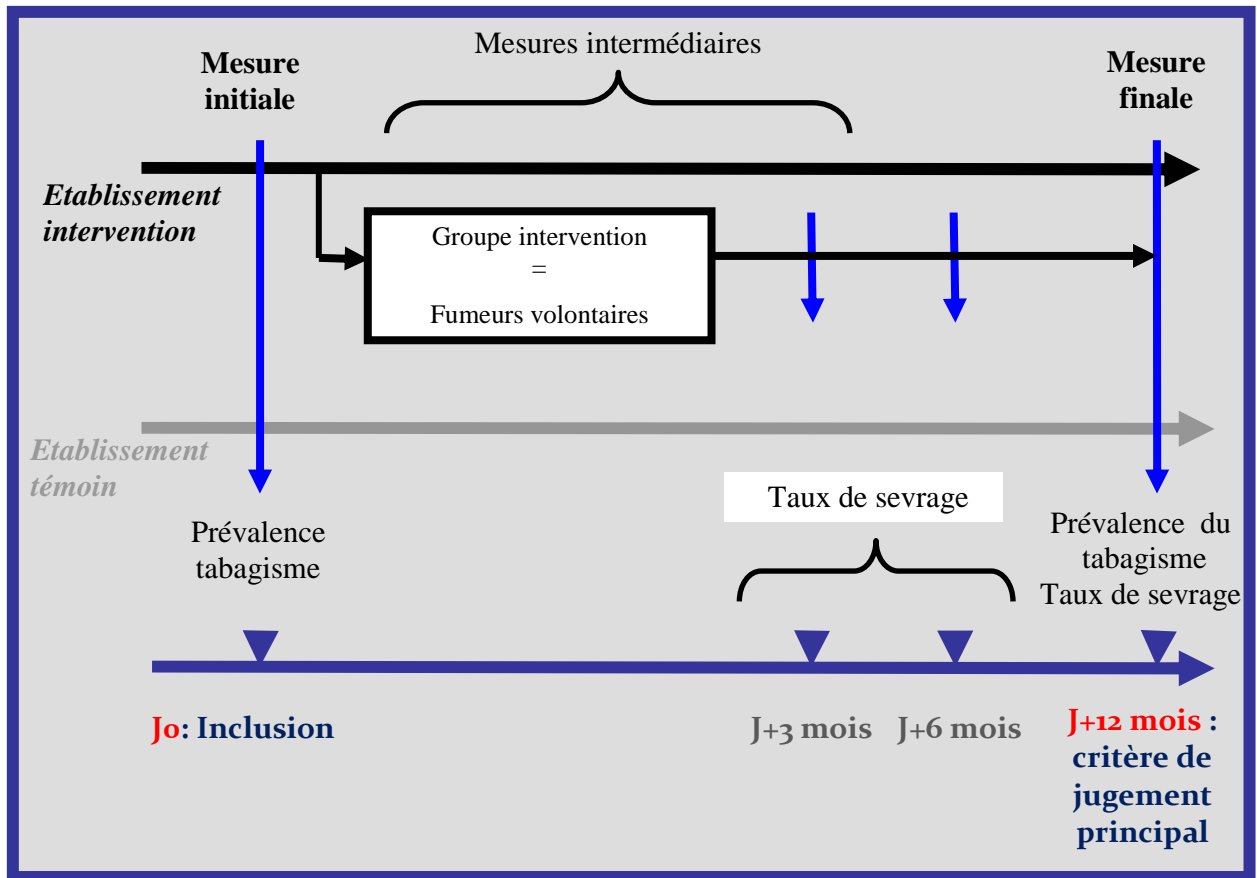 Mesures intermédiaires
Mesure
initiale
Mesure
finale
Etablissement
intervention
Groupe intervention
=
Fumeurs volontaires
Etablissement
témoin
Taux de sevrage
Prévalence
tabagisme
Prévalence du
tabagisme
Taux de sevrage
J0: Inclusion
J+3 mois
J+6 mois
J+12 mois :
critère de
jugement
principal